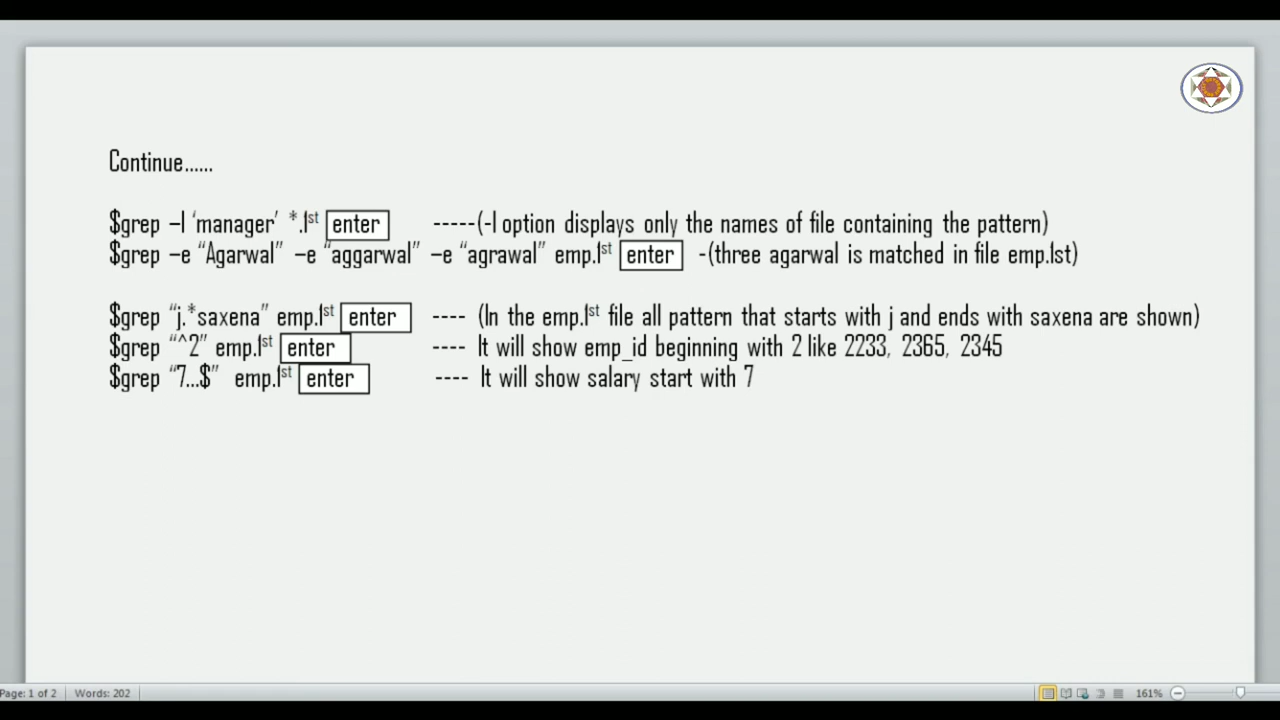 Continue......
$grep –l ‘manager’ *.lst enter -----(-l option displays only the names of file containing the pattern)
$grep –e “Agarwal” –e “aggarwal” –e “agrawal” emp.lst enter -(three agarwal is matched in file emp.lst)
$grep “j.*saxena” emp.lst enter ---- (In the emp.lst file all pattern that starts with j and ends with saxena are shown)
$grep “^2” emp.lst enter ---- It will show emp_id beginning with 2 like 2233, 2365, 2345
$grep “7...$” emp.lst enter ---- It will show salary start with 7
Page: 1 of 2 Words: 202 161%